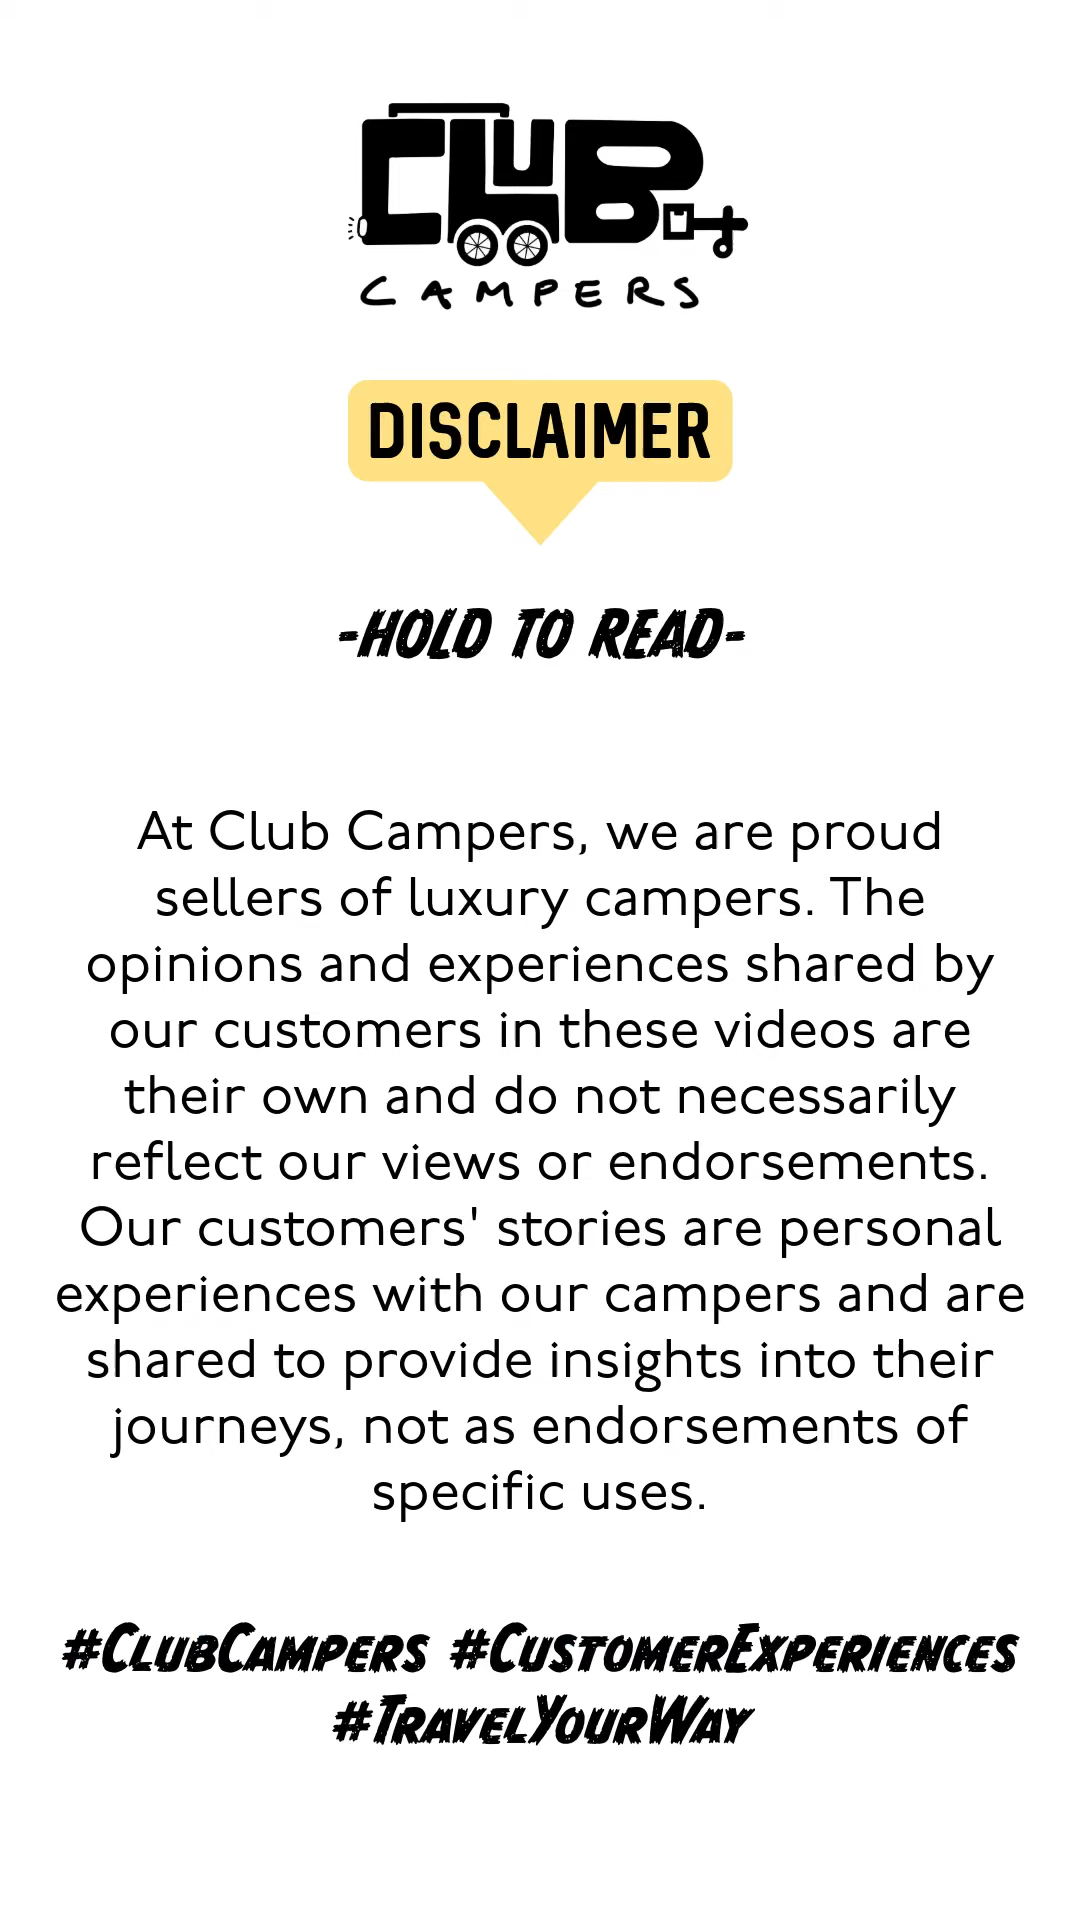 CLUB
CAMPERS
DISCLAIMER
-HOLD TO READ-
At Club Campers, we are proud
sellers of luxury campers. The
opinions and experiences shared by
our customers in these videos are
their own and do not necessarily
reflect our views or endorsements.
Our customers' stories are personal
experiences with our campers and are
shared to provide insights into their
journeys, not as endorsements of
specific uses.
#ClubCampers #CustomerExperiences
#TravelYourWay